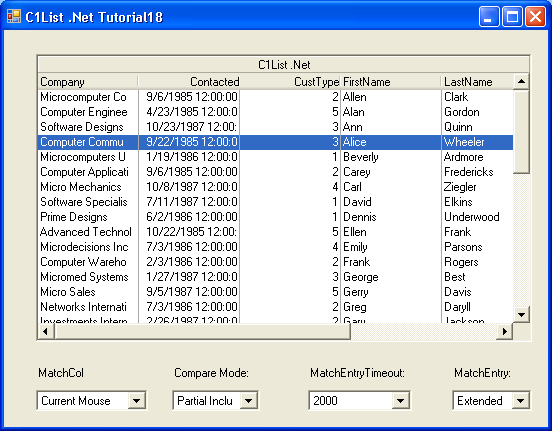 C1List .Net Tutorial18
C1List .Net
Company Contacted CustType FirstName LastName
Microcomputer Co 9/6/1985 12:00:00 2 Allen Clark
Computer Enginee 4/23/1985 12:00:0 5 Alan Gordon
Software Designs 10/23/1987 12:00: 3 Ann Quinn
Computer Commu 9/22/1985 12:00:0 3 Alice Wheeler
Microcomputers U 1/19/1986 12:00:0 1 Beverly Ardmore
Computer Applicati 9/5/1986 12:00:00 2 Carey Fredericks
Micro Mechanics 10/8/1987 12:00:0 4 Carl Ziegler
Software Specialis 7/11/1987 12:00:0 1 David Elkins
Prime Designs 6/2/1986 12:00:00 1 Dennis Underwood
Advanced Technol 10/22/1985 12:00: 5 Ellen Frank
Microdecisions Inc 7/3/1986 12:00:00 4 Emily Parsons
Computer Wareho 2/3/1986 12:00:00 2 Frank Rogers
Micromed Systems 1/27/1987 12:00:0 3 George Best
Micro Sales 9/5/1987 12:00:00 5 Gerry Davis
Networks Internati 7/3/1986 12:00:00 2 Greg Daryll
Investments Intern 2/26/1987 12:00:0 2 Gary Jackson
MatchCol Compare Mode: MatchEntryTimeout: MatchEntry:
Current Mouse Partial Inclu 2000 Extended